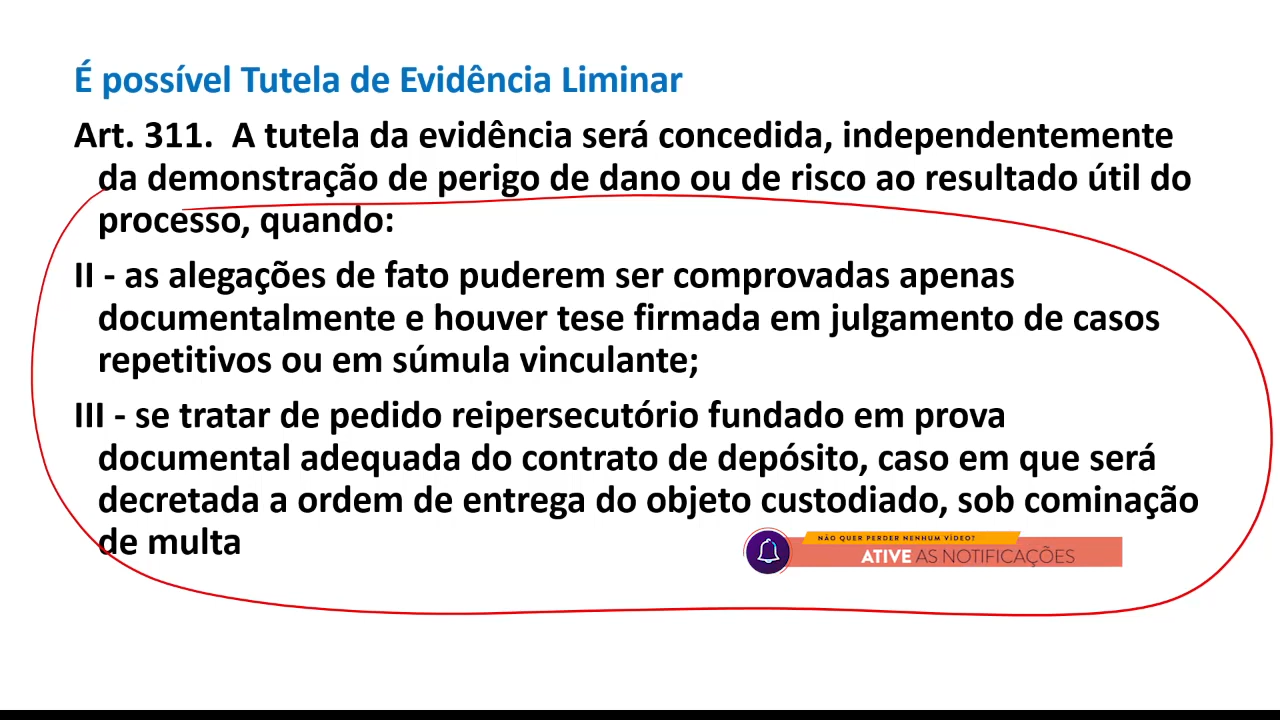 É possível Tutela de Evidência Liminar
Art. 311.  A tutela da evidência será concedida, independentemente
da demonstração de perigo de dano ou de risco ao resultado útil do
processo, quando:
II - as alegações de fato puderem ser comprovadas apenas
documentalmente e houver tese firmada em julgamento de casos
repetitivos ou em súmula vinculante;
III - se tratar de pedido reipersecutório fundado em prova
documental adequada do contrato de depósito, caso em que será
decretada a ordem de entrega do objeto custodiado, sob cominação
de multa
NÃO QUER PERDER NENHUM VÍDEO?
ATIVE AS NOTIFICAÇÕES